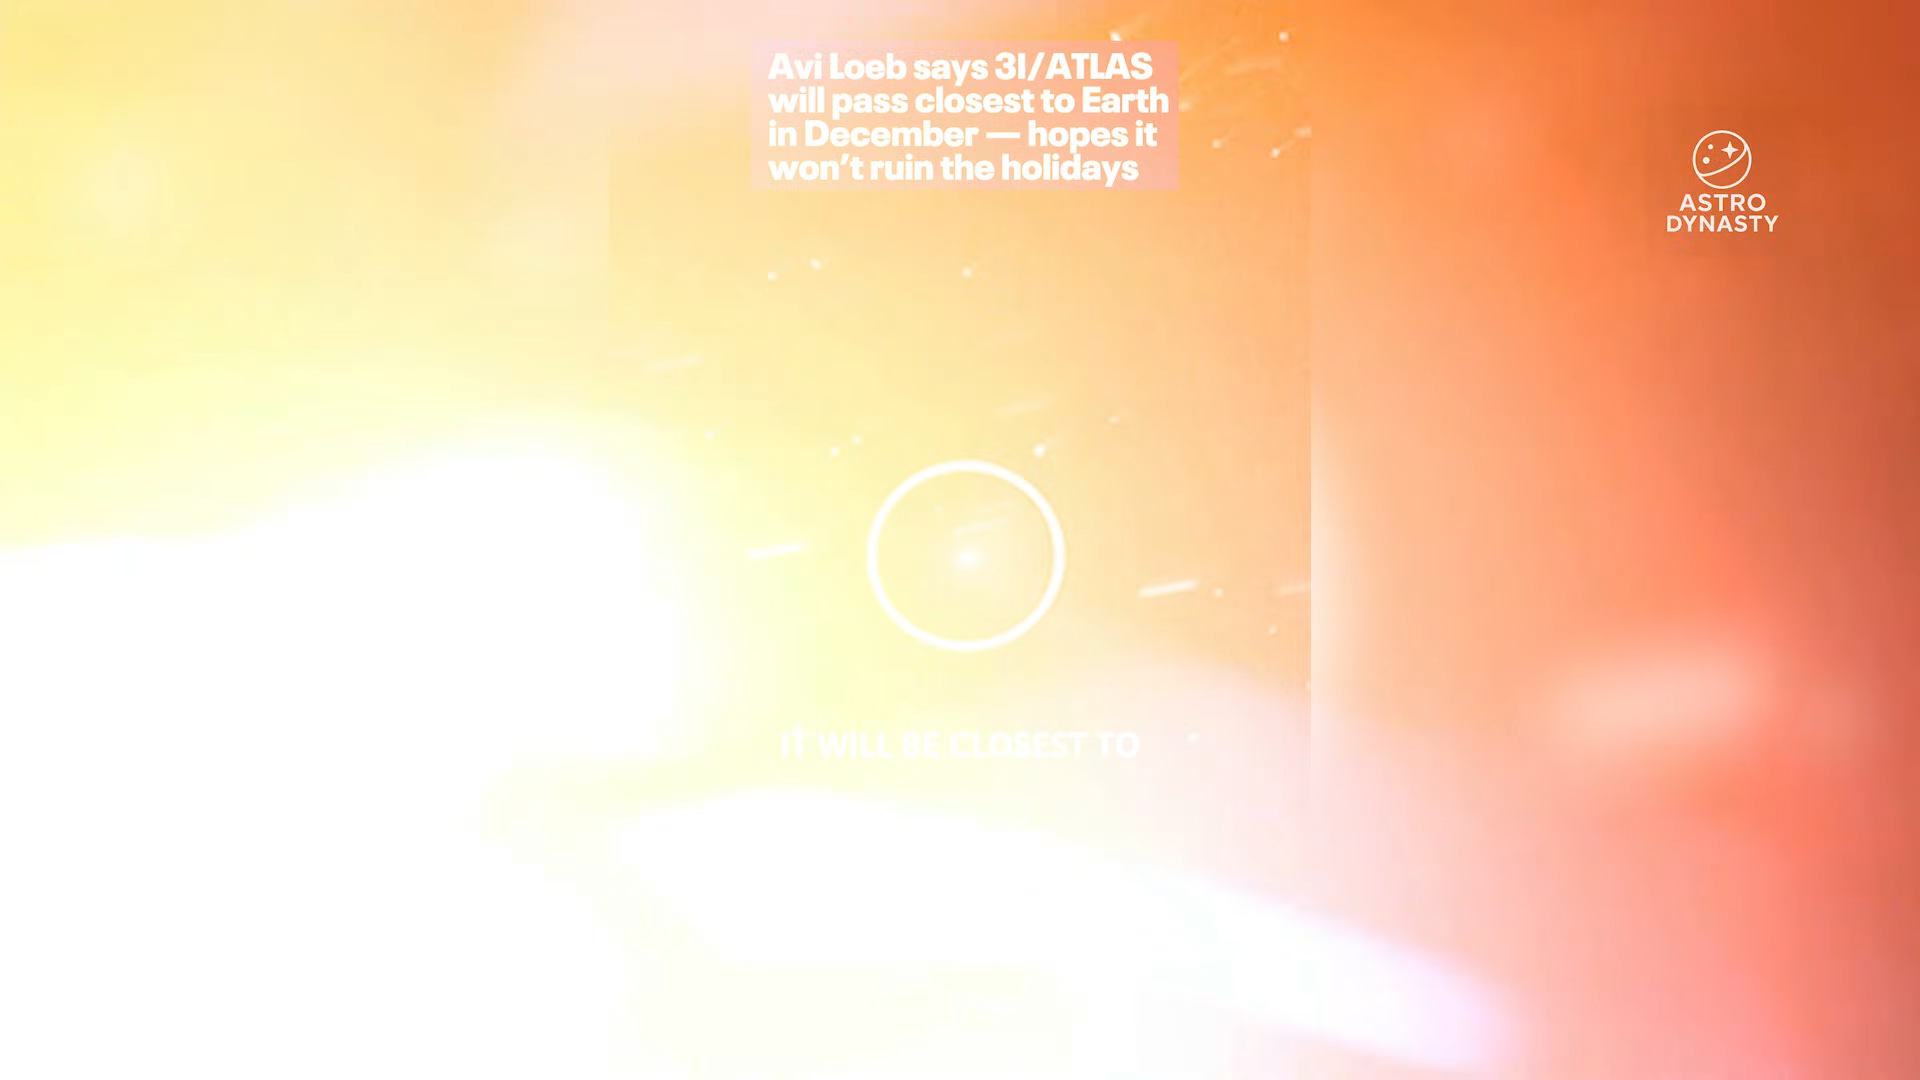 Avi Loeb says 3I/ATLAS
will pass closest to Earth
in December — hopes it
won't ruin the holidays
ASTRO
DYNASTY
IT WILL BE CLOSEST TO